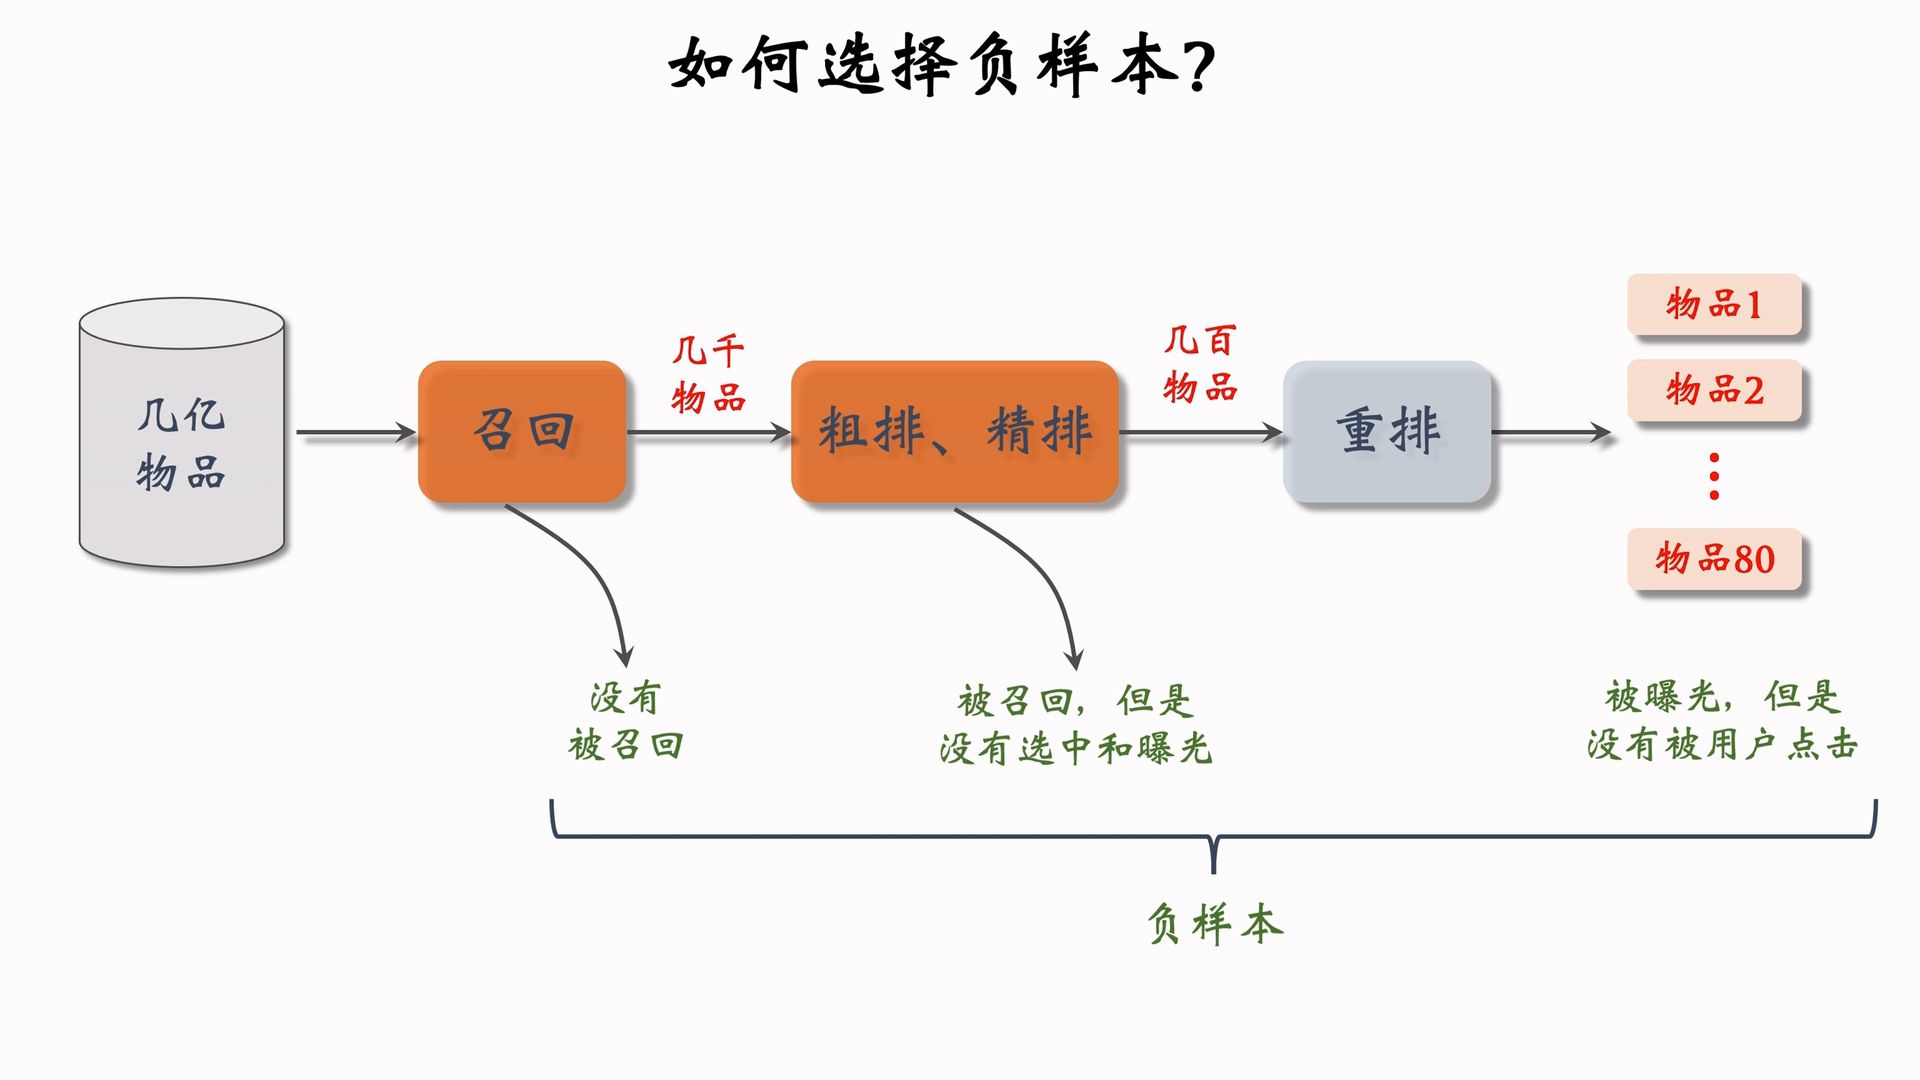 如何选择负样本？
几亿
物品
召回
几千
物品
粗排、精排
几百
物品
重排
物品1
物品2
物品80
没有
被召回
被召回，但是
没有选中和曝光
被曝光，但是
没有被用户点击
负样本